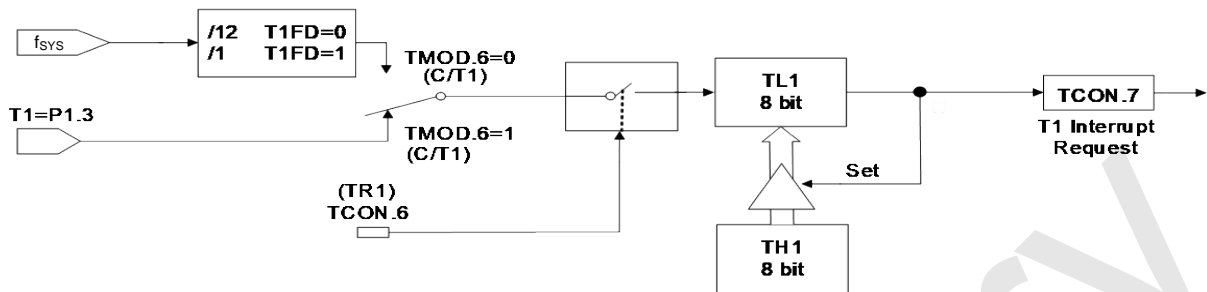 fSYS
/12 T1FD=0
/1 T1FD=1
TMOD.6=0
(C/T1)
T1=P1.3
TMOD.6=1
(C/T1)
(TR1)
TCON.6
TL1
8 bit
TCON.7
T1 Interrupt
Request
Set
TH1
8 bit